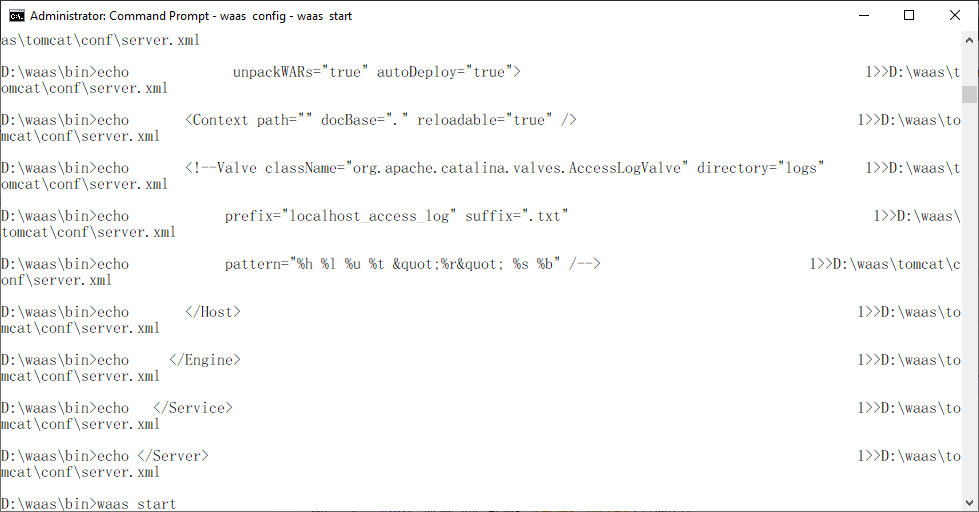 Administrator: Command Prompt - waas config - waas start
as\tomcat\conf\server.xml
D:\waas\bin>echo             unpackWARs="true" autoDeploy="true">                                           1>>D:\waas\t
omcat\conf\server.xml
D:\waas\bin>echo       <Context path="" docBase="." reloadable="true" />                                   1>>D:\waas\to
mcat\conf\server.xml
D:\waas\bin>echo       <!--Valve className="org.apache.catalina.valves.AccessLogValve" directory="logs"     1>>D:\waas\t
omcat\conf\server.xml
D:\waas\bin>echo            prefix="localhost_access_log" suffix=".txt"                                      1>>D:\waas\
tomcat\conf\server.xml
D:\waas\bin>echo            pattern="%h %l %u %t &quot;%r&quot; %s %b" /-->                          1>>D:\waas\tomcat\c
onf\server.xml
D:\waas\bin>echo       </Host>                                                                             1>>D:\waas\to
mcat\conf\server.xml
D:\waas\bin>echo     </Engine>                                                                             1>>D:\waas\to
mcat\conf\server.xml
D:\waas\bin>echo   </Service>                                                                              1>>D:\waas\to
mcat\conf\server.xml
D:\waas\bin>echo </Server>                                                                                 1>>D:\waas\to
mcat\conf\server.xml
D:\waas\bin>waas start